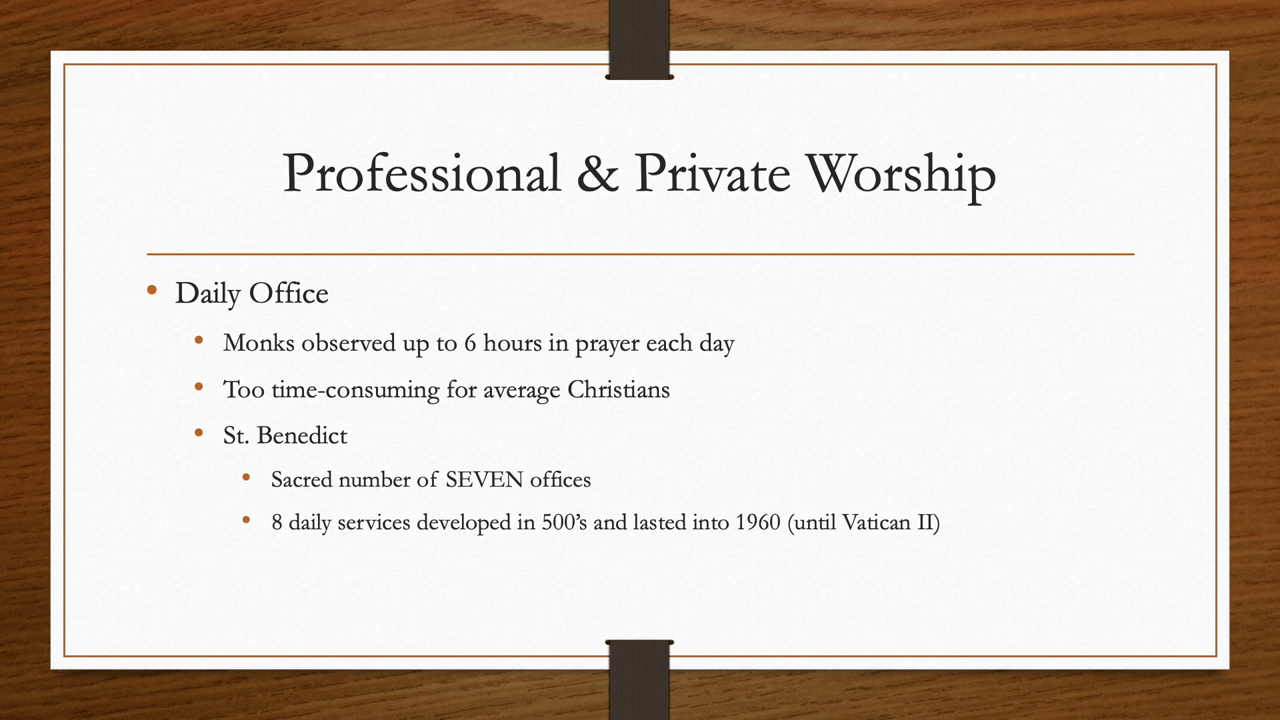 Professional & Private Worship
• Daily Office
• Monks observed up to 6 hours in prayer each day
• Too time-consuming for average Christians
• St. Benedict
• Sacred number of SEVEN offices
• 8 daily services developed in 500’s and lasted into 1960 (until Vatican II)